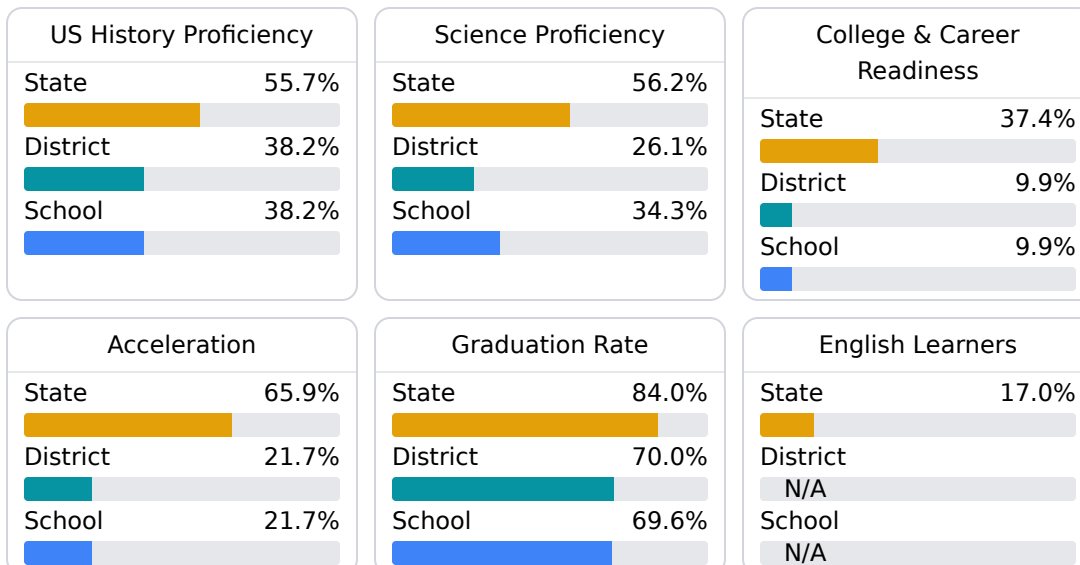 US History Proficiency
State 55.7%
District 38.2%
School 38.2%
Science Proficiency
State 56.2%
District 26.1%
School 34.3%
College & Career
Readiness
State 37.4%
District 9.9%
School 9.9%
Acceleration
State 65.9%
District 21.7%
School 21.7%
Graduation Rate
State 84.0%
District 70.0%
School 69.6%
English Learners
State 17.0%
District
N/A
School
N/A